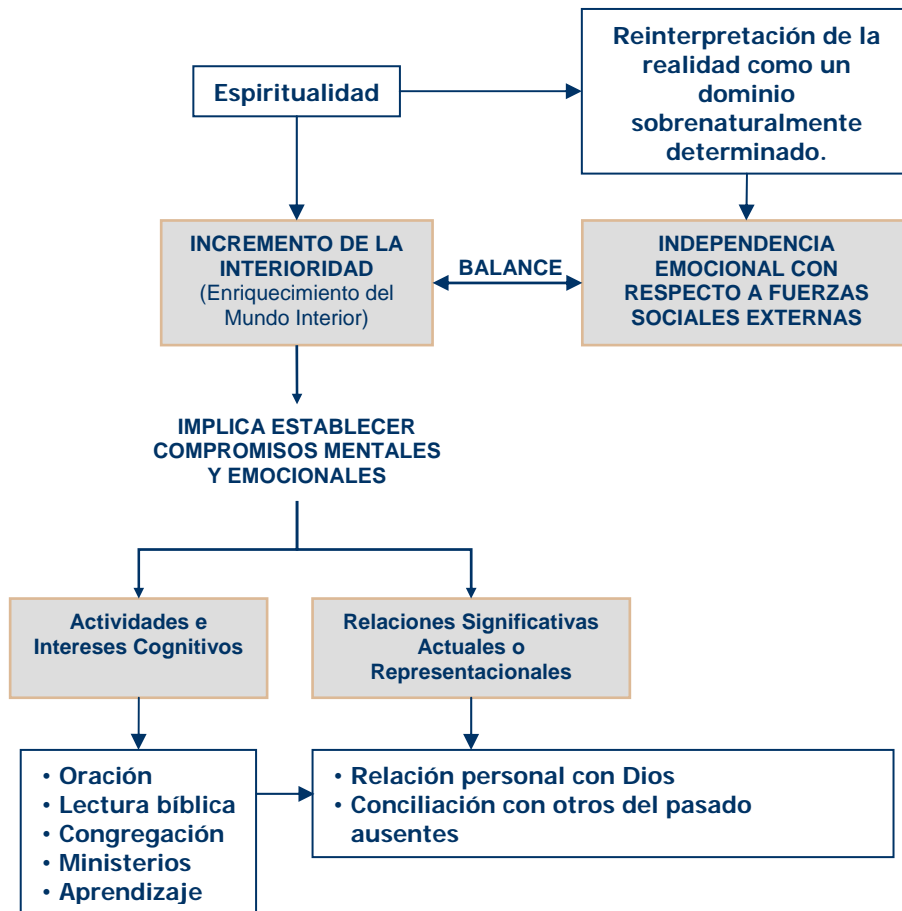 Espiritualidad
Reinterpretación de la
realidad como un
dominio
sobrenaturalmente
determinado.
INCREMENTO DE LA
INTERIORIDAD
(Enriquecimiento del
Mundo Interior)
BALANCE
INDEPENDENCIA
EMOCIONAL CON
RESPECTO A FUERZAS
SOCIALES EXTERNAS
IMPLICA ESTABLECER
COMPROMISOS MENTALES
Y EMOCIONALES
Actividades e
Intereses Cognitivos
Relaciones Significativas
Actuales o
Representacionales
• Oración
• Lectura bíblica
• Congregación
• Ministerios
• Aprendizaje
• Relación personal con Dios
• Conciliación con otros del pasado
ausentes